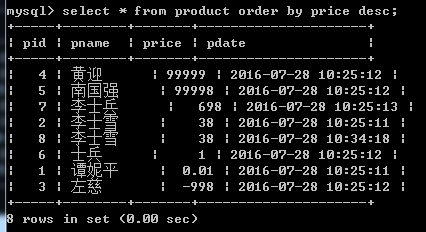 mysql> select * from product order by price desc;
+-----+--------+-------+---------------------+
| pid | pname | price | pdate |
+-----+--------+-------+---------------------+
| 4 | 黄迎 | 99999 | 2016-07-28 10:25:12 |
| 5 | 南国强 | 99998 | 2016-07-28 10:25:12 |
| 7 | 李士兵 | 698 | 2016-07-28 10:25:13 |
| 2 | 李士雪 | 38 | 2016-07-28 10:25:11 |
| 8 | 李士雪 | 38 | 2016-07-28 10:34:18 |
| 6 | 士兵 | 1 | 2016-07-28 10:25:12 |
| 1 | 谭妮平 | 0.01 | 2016-07-28 10:25:11 |
| 3 | 左慈 | -998 | 2016-07-28 10:25:12 |
+-----+--------+-------+---------------------+
8 rows in set (0.00 sec)